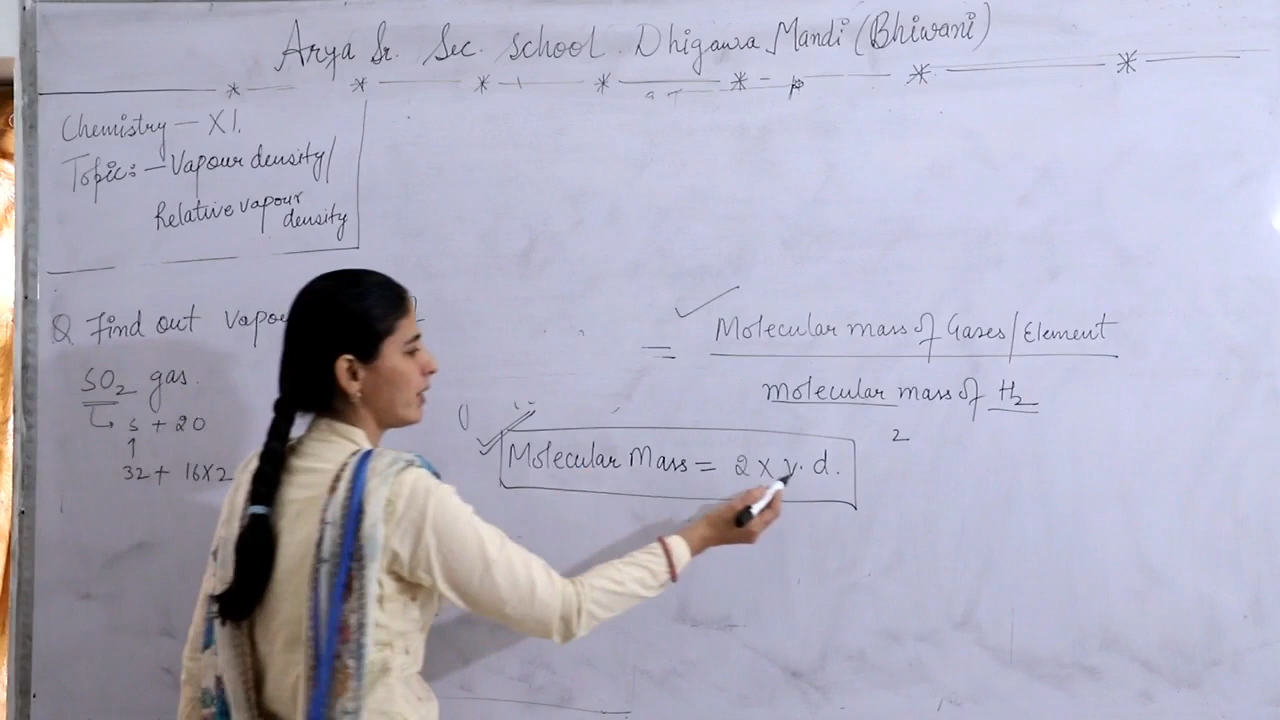 Arya Sr. Sec. School. Dhigawa Mandi (Bhiwani)
Chemistry - XI.
Topic:- Vapour density/
Relative vapour
density
Q Find out
SO2 gas.
S + 2O
32 + 16x2
= Molecular mass of Gases/Element
molecular mass of H2
2
Molecular Mass = 2 x v.d.